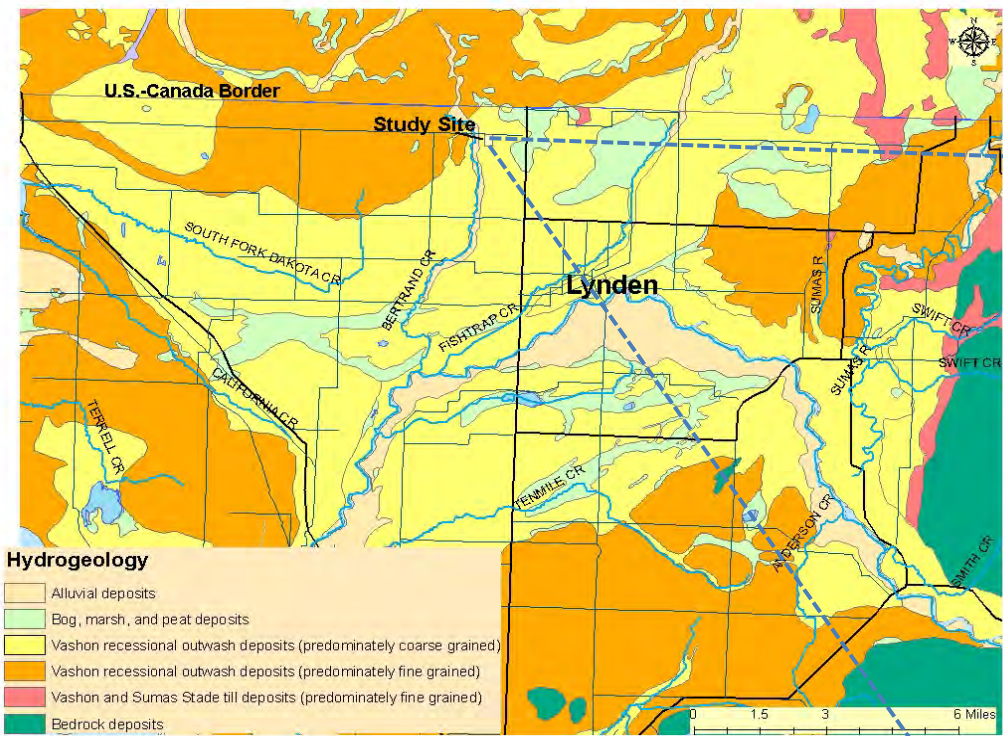 N
W E
S
U.S.-Canada Border
Study Site
SOUTH FORK DAKOTA CR
BERTRAND CR
FISHTRAP CR
Lynden
SUMAS R
SWIFT CR
SWIFT CR
SUMAS R
CALIFORNIA CR
TERRELL CR
TENMILE CR
ANDERSON CR
SMITH CR
Hydrogeology
Alluvial deposits
Bog, marsh, and peat deposits
Vashon recessional outwash deposits (predominately coarse grained)
Vashon recessional outwash deposits (predominately fine grained)
Vashon and Sumas Stade till deposits (predominately fine grained)
Bedrock deposits
0 1.5 3 6 Miles